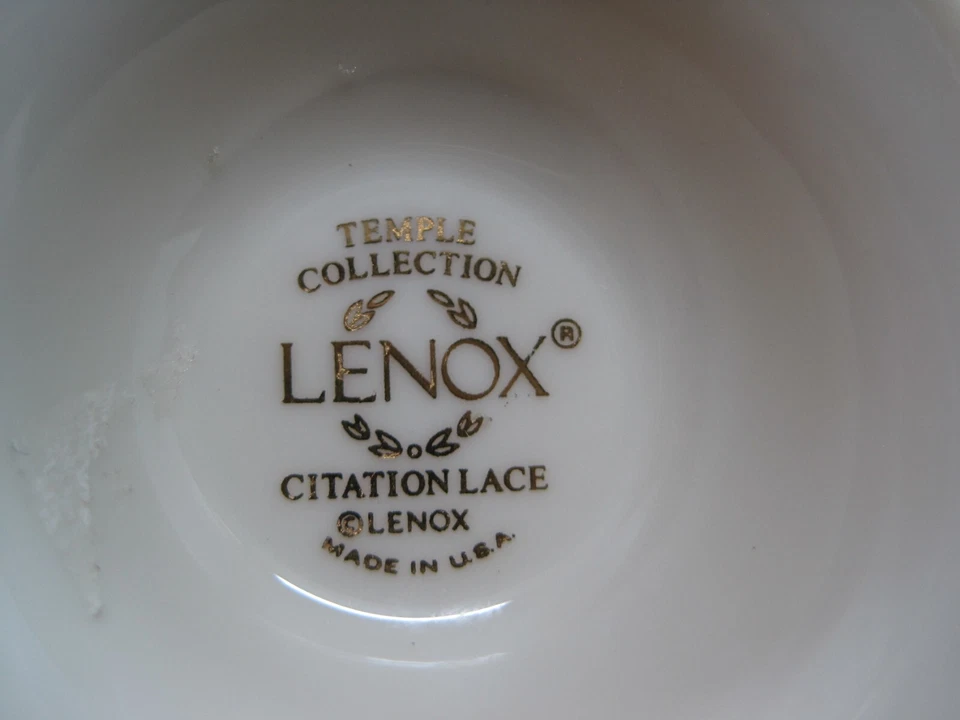 TEMPLE
COLLECTION
LENOX®
CITATION LACE
©LENOX
MADE IN U.S.A.